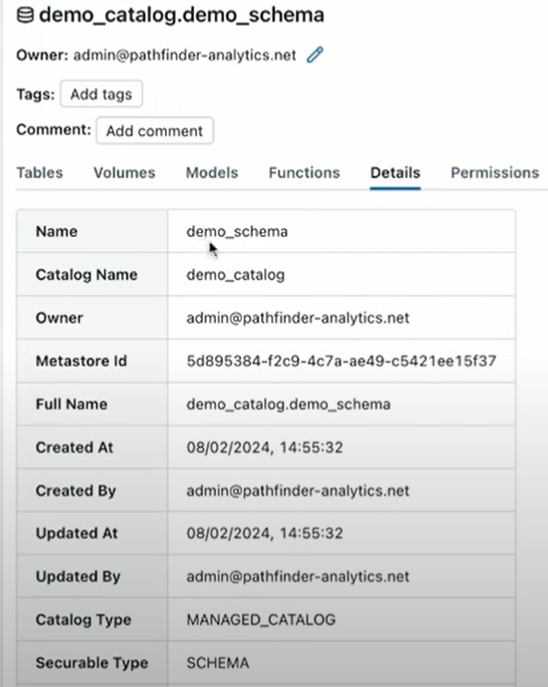 demo_catalog.demo_schema
Owner: admin@pathfinder-analytics.net
Tags: Add tags
Comment: Add comment
Tables Volumes Models Functions Details Permissions
Name demo_schema
Catalog Name demo_catalog
Owner admin@pathfinder-analytics.net
Metastore Id 5d895384-f2c9-4c7a-ae49-c5421ee15f37
Full Name demo_catalog.demo_schema
Created At 08/02/2024, 14:55:32
Created By admin@pathfinder-analytics.net
Updated At 08/02/2024, 14:55:32
Updated By admin@pathfinder-analytics.net
Catalog Type MANAGED_CATALOG
Securable Type SCHEMA